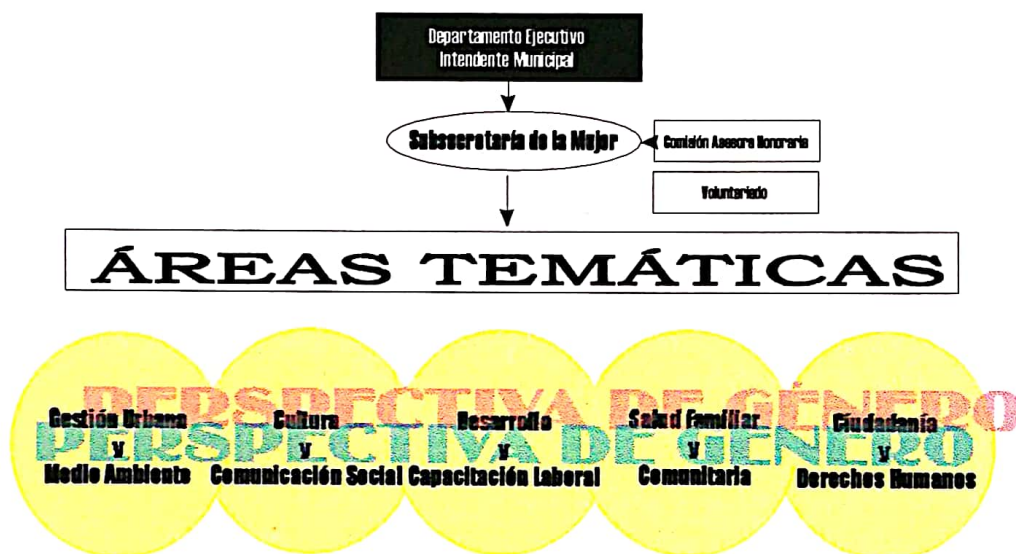 Departamento Ejecutivo
Intendente Municipal
Subsecretaría de la Mujer
Comisión Asesora Honoraria
Voluntariado
ÁREAS TEMÁTICAS
PERSPECTIVA DE GÉNERO
PERSPECTIVA DE GÉNERO
Gestión Urbana
y
Medio Ambiente
Cultura
y
Comunicación Social
Desarrollo
y
Capacitación Laboral
Salud Familiar
y
Comunitaria
Ciudadanía
y
Derechos Humanos